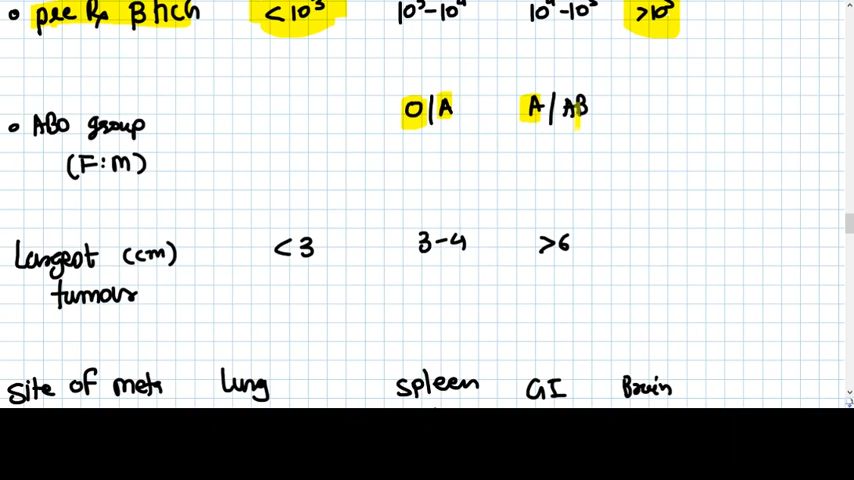 • pre Rx β hCh <10³ 10³-10⁴ 10⁴-10⁵ >10⁵
• ABO group O/A A/AB
(F:m)
Largest (cm) <3 3-4 >6
tumour
Site of mets lung spleen GI Brain